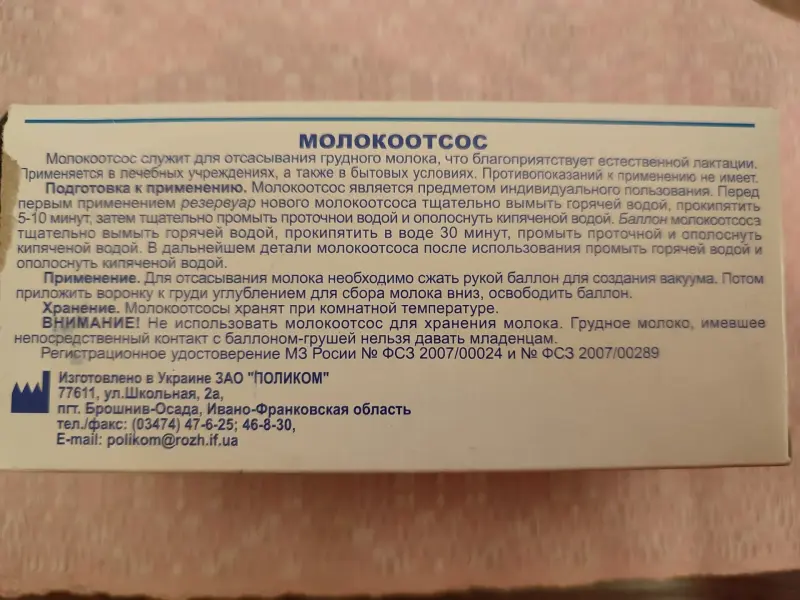 МОЛОКООТСОС
Молокоотсос служит для отсасывания грудного молока, что благоприятствует естественной лактации.
Применяется в лечебных учреждениях, а также в бытовых условиях. Противопоказаний к применению не имеет.
Подготовка к применению. Молокоотсос является предметом индивидуального пользования. Перед
первым применением резервуар нового молокоотсоса тщательно вымыть горячей водой, прокипятить
5-10 минут, затем тщательно промыть проточной водой и ополоснуть кипяченой водой. Баллон молокоотсоса
тщательно вымыть горячей водой, прокипятить в воде 30 минут, промыть проточной и ополоснуть
кипяченой водой. В дальнейшем детали молокоотсоса после использования промыть горячей водой и
ополоснуть кипяченой водой.
Применение. Для отсасывания молока необходимо сжать рукой баллон для создания вакуума. Потом
приложить воронку к груди углублением для сбора молока вниз, освободить баллон.
Хранение. Молокоотсосы хранят при комнатной температуре.
ВНИМАНИЕ! Не использовать молокоотсос для хранения молока. Грудное молоко, имевшее
непосредственный контакт с баллоном-грушей нельзя давать младенцам.
Регистрационное удостоверение МЗ Росии № ФСЗ 2007/00024 и № ФСЗ 2007/00289
Изготовлено в Украине ЗАО "ПОЛИКОМ"
77611, ул.Школьная, 2а,
пгт. Брошнив-Осада, Ивано-Франковская область
тел./факс: (03474) 47-6-25; 46-8-30,
E-mail: polikom@rozh.if.ua